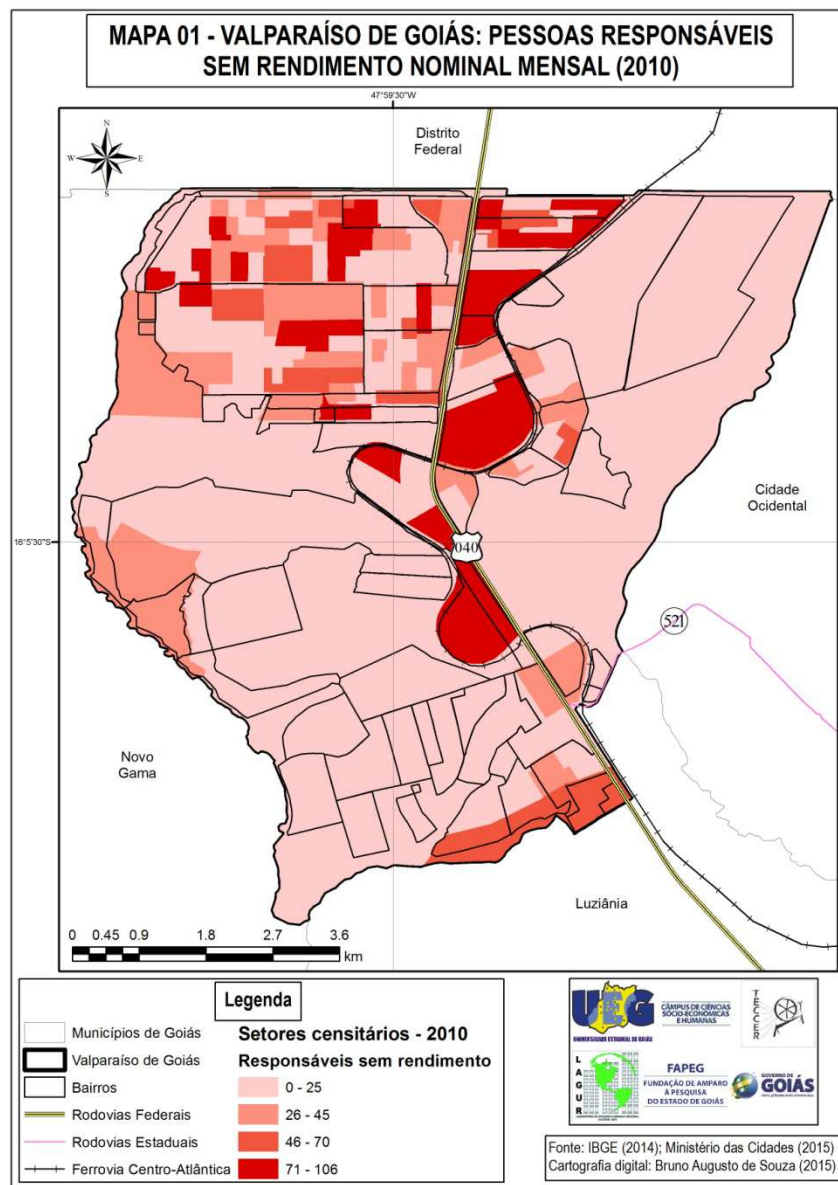 MAPA 01 - VALPARAÍSO DE GOIÁS: PESSOAS RESPONSÁVEIS
SEM RENDIMENTO NOMINAL MENSAL (2010)
47°59'30"W
N
W
E
S
Distrito
Federal
Cidade
Ocidental
16°5'30"S
040
521
Novo
Gama
Luziânia
0 0.45 0.9 1.8 2.7 3.6
km
Legenda
Municípios de Goiás
Valparaíso de Goiás
Bairros
Rodovias Federais
Rodovias Estaduais
Ferrovia Centro-Atlântica
Setores censitários - 2010
Responsáveis sem rendimento
0 - 25
26 - 45
46 - 70
71 - 106
UEG
UNIVERSIDADE ESTADUAL DE GOIÁS
CÂMPUS DE CIÊNCIAS
SÓCIO-ECONÔMICAS
E HUMANAS
TECCER
LAGUR
FAPEG
FUNDAÇÃO DE AMPARO
À PESQUISA
DO ESTADO DE GOIÁS
GOVERNO DE
GOIÁS
Fonte: IBGE (2014); Ministério das Cidades (2015)
Cartografia digital: Bruno Augusto de Souza (2015)